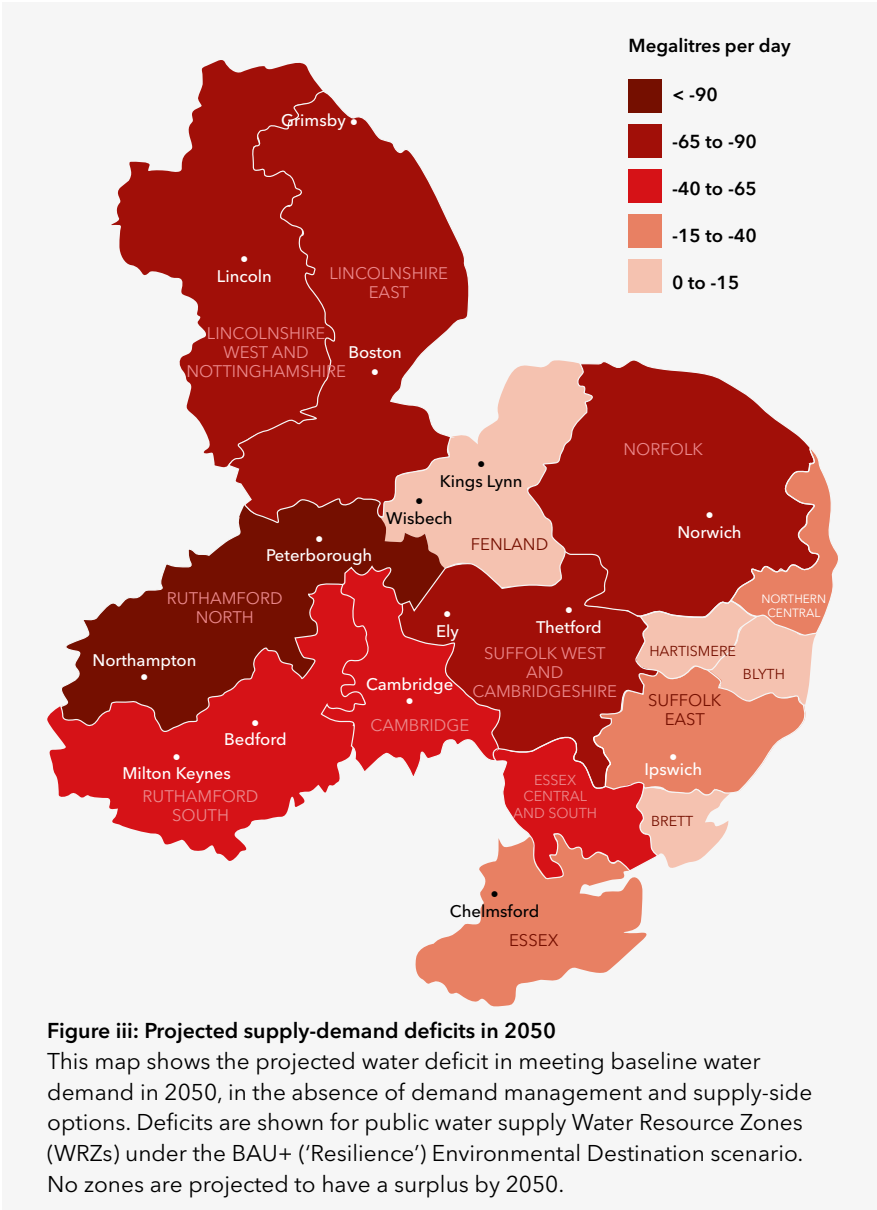 Megalitres per day
< -90
-65 to -90
-40 to -65
-15 to -40
0 to -15
Grimsby
Lincoln
LINCOLNSHIRE
EAST
LINCOLNSHIRE
WEST AND
NOTTINGHAMSHIRE
Boston
Kings Lynn
Wisbech
FENLAND
NORFOLK
Norwich
Peterborough
RUTHAMFORD
NORTH
Northampton
Ely
Thetford
SUFFOLK WEST
AND
CAMBRIDGESHIRE
NORTHERN
CENTRAL
HARTISMERE
BLYTH
SUFFOLK
EAST
Ipswich
Cambridge
CAMBRIDGE
Bedford
Milton Keynes
RUTHAMFORD
SOUTH
ESSEX
CENTRAL
AND SOUTH
BRETT
Chelmsford
ESSEX
Figure iii: Projected supply-demand deficits in 2050
This map shows the projected water deficit in meeting baseline water
demand in 2050, in the absence of demand management and supply-side
options. Deficits are shown for public water supply Water Resource Zones
(WRZs) under the BAU+ (‘Resilience’) Environmental Destination scenario.
No zones are projected to have a surplus by 2050.